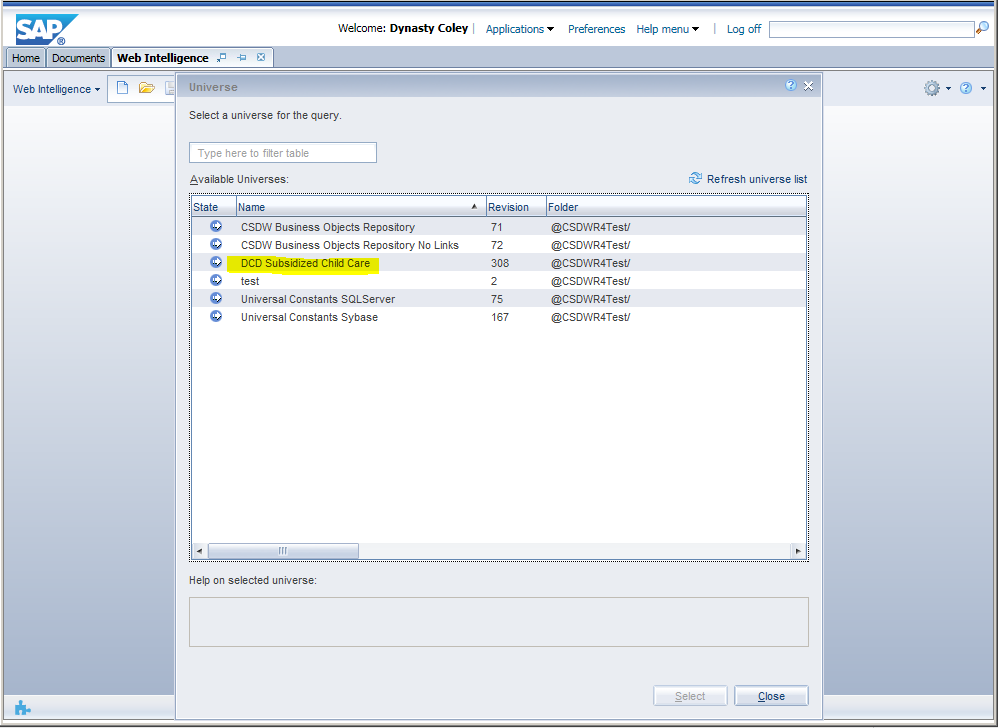 SAP ®
Welcome: Dynasty Coley | Applications Preferences Help menu | Log off
Home Documents Web Intelligence
Web Intelligence
Universe
Select a universe for the query.
Type here to filter table
Available Universes:
Refresh universe list
State Name Revision Folder
CSDW Business Objects Repository 71 @CSDWR4Test/
CSDW Business Objects Repository No Links 72 @CSDWR4Test/
DCD Subsidized Child Care 308 @CSDWR4Test/
test 2 @CSDWR4Test/
Universal Constants SQLServer 75 @CSDWR4Test/
Universal Constants Sybase 167 @CSDWR4Test/
Help on selected universe:
Select Close